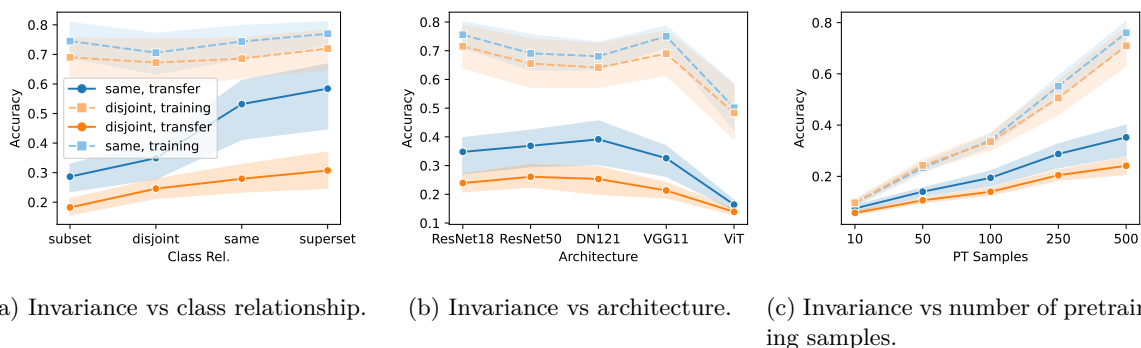 0.8
0.7
0.6
0.5
0.4
0.3
0.2
Accuracy
same, transfer
disjoint, training
disjoint, transfer
same, training
subset disjoint same superset
Class Rel.
0.8
0.7
0.6
0.5
0.4
0.3
0.2
0.1
Accuracy
ResNet18 ResNet50 DN121 VGG11 ViT
Architecture
0.8
0.6
0.4
0.2
Accuracy
10 50 100 250 500
PT Samples
a) Invariance vs class relationship.
(b) Invariance vs architecture.
(c) Invariance vs number of pretrain
ing samples.